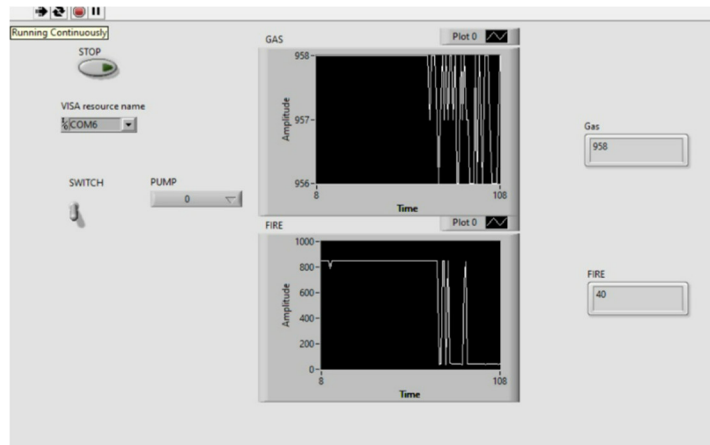 Running Continuously
STOP
VISA resource name
COM6
SWITCH
PUMP
0
GAS
Plot 0
958
957
956
Amplitude
8
108
Time
FIRE
Plot 0
1000
800
600
400
200
0
Amplitude
8
108
Time
Gas
958
FIRE
40